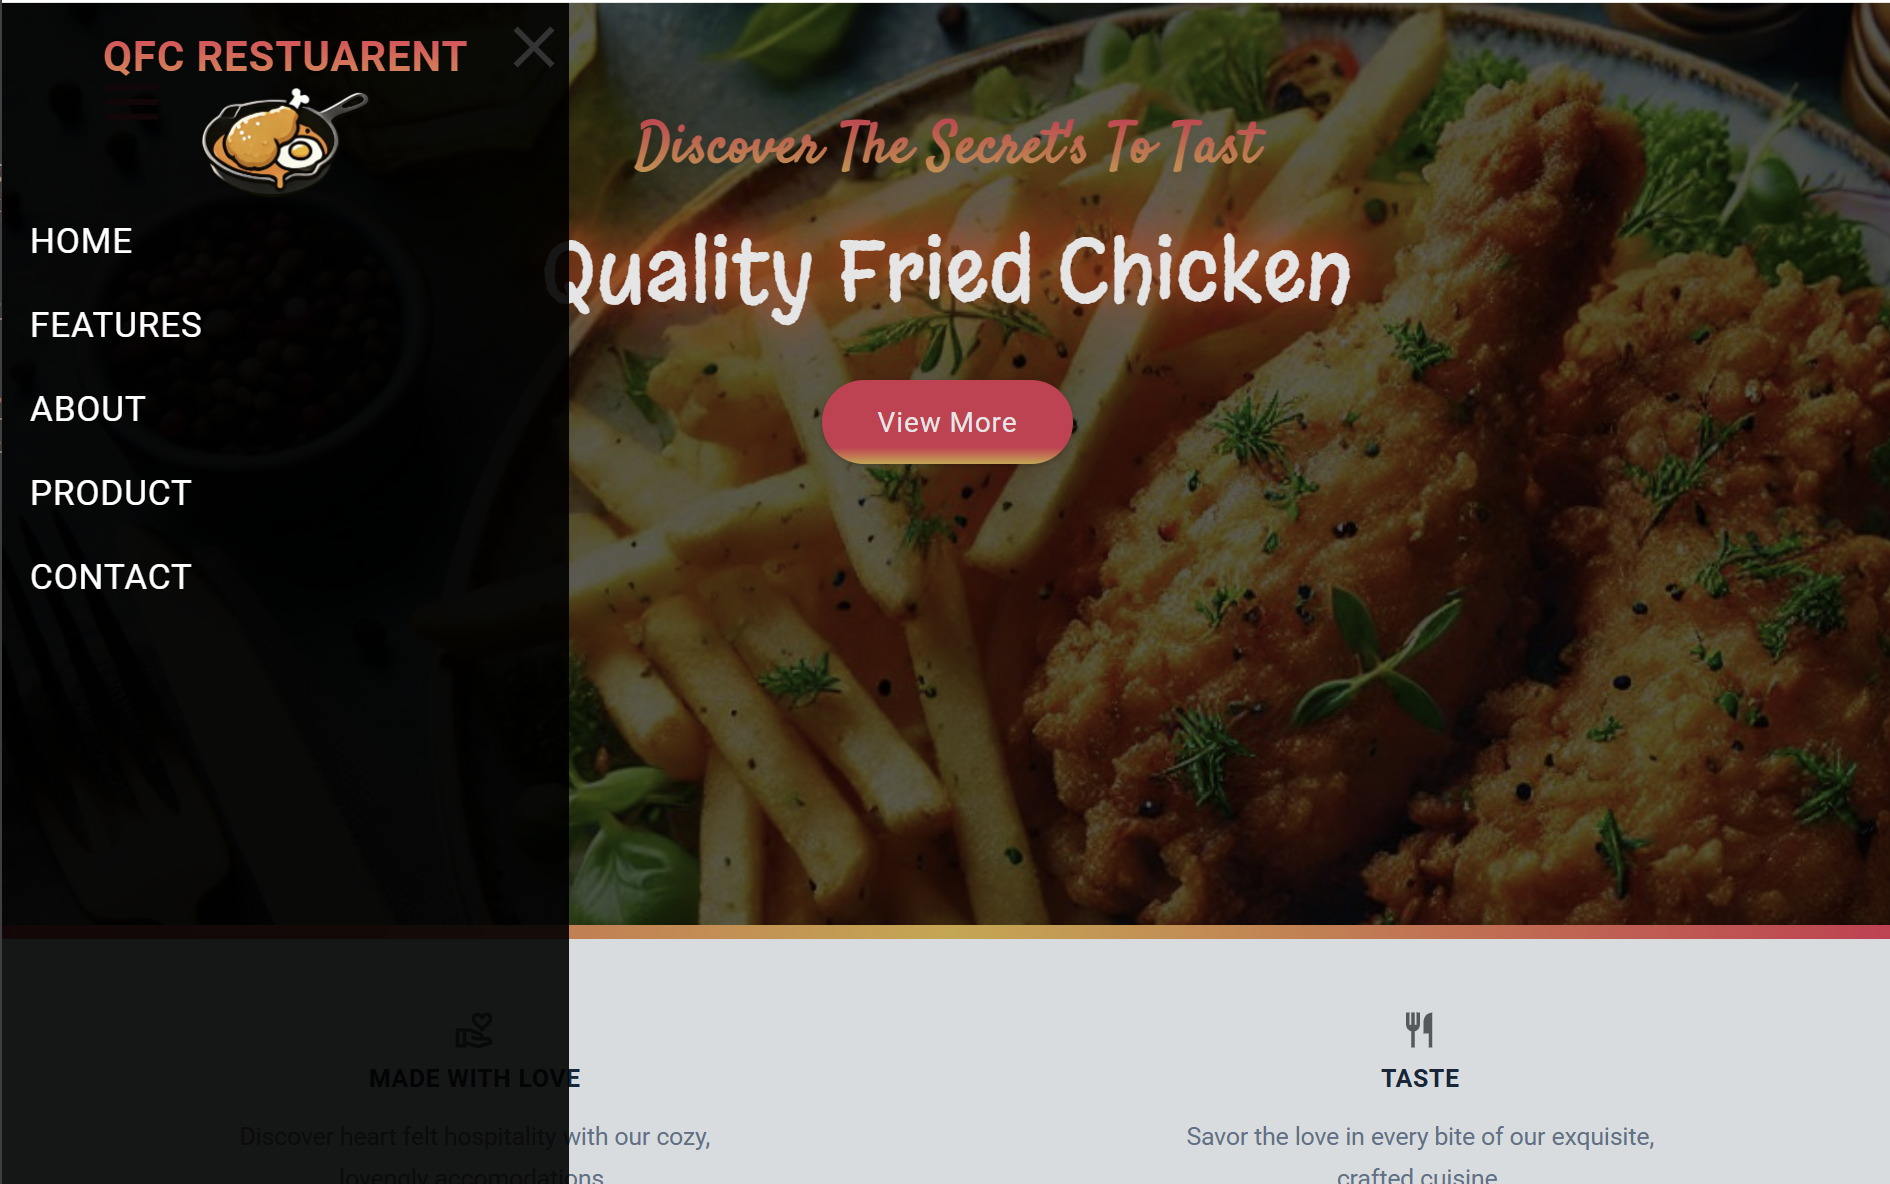 QFC RESTUARENT
HOME
FEATURES
ABOUT
PRODUCT
CONTACT
Discover The Secret's To Tast
Quality Fried Chicken
View More
MADE WITH LOVE
Discover heart felt hospitality with our cozy,
lovengly accomodations
TASTE
Savor the love in every bite of our exquisite,
crafted cuisine